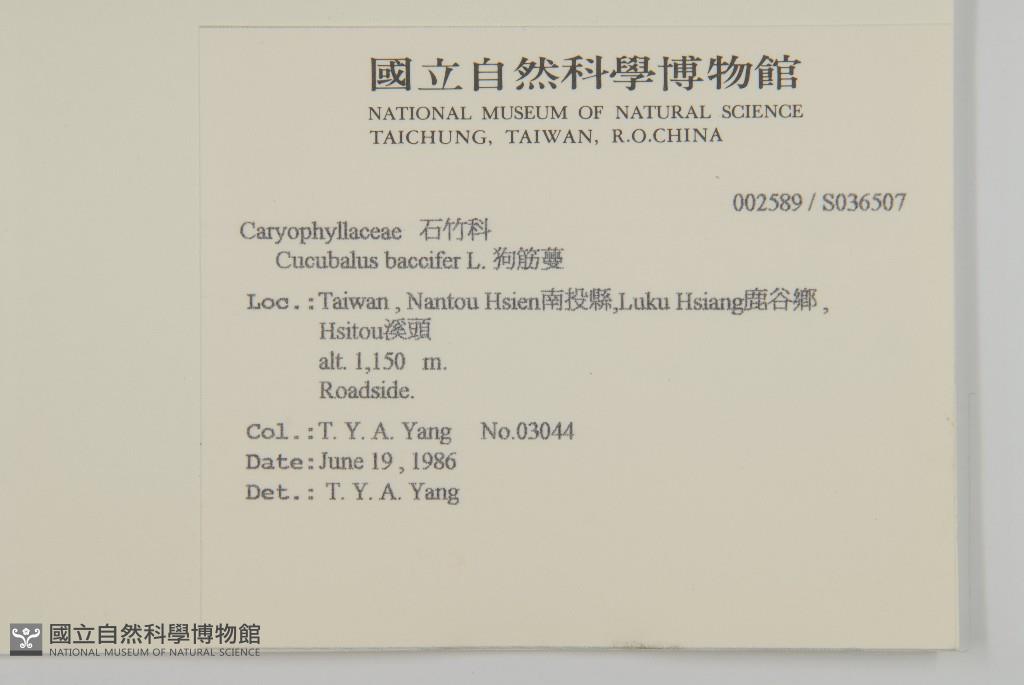 國立自然科學博物館
NATIONAL MUSEUM OF NATURAL SCIENCE
TAICHUNG, TAIWAN, R.O.CHINA
002589 / S036507
Caryophyllaceae 石竹科
Cucubalus baccifer L. 狗筋蔓
Loc.:Taiwan , Nantou Hsien南投縣,Luku Hsiang鹿谷鄉 ,
Hsitou溪頭
alt. 1,150 m.
Roadside.
Col.:T. Y. A. Yang No.03044
Date:June 19 , 1986
Det.: T. Y. A. Yang
國立自然科學博物館
NATIONAL MUSEUM OF NATURAL SCIENCE